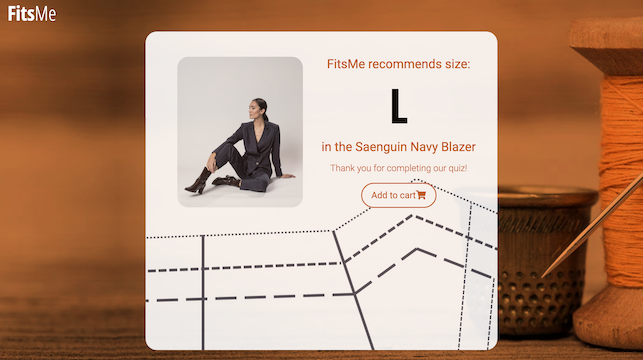 FitsMe
FitsMe recommends size:
L
in the Saenguin Navy Blazer
Thank you for completing our quiz!
Add to cart